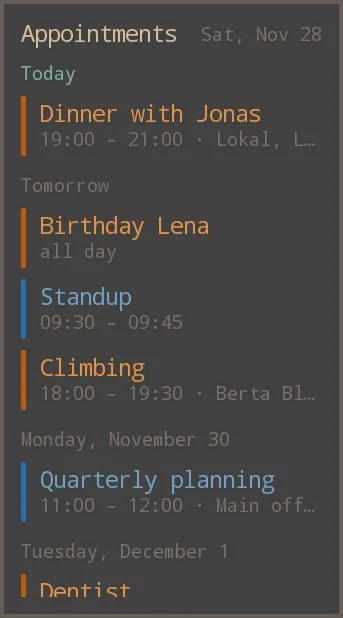 Appointments Sat, Nov 28
Today
Dinner with Jonas
19:00 – 21:00 · Lokal, L…
Tomorrow
Birthday Lena
all day
Standup
09:30 – 09:45
Climbing
18:00 – 19:30 · Berta Bl…
Monday, November 30
Quarterly planning
11:00 – 12:00 · Main off…
Tuesday, December 1
Dentist